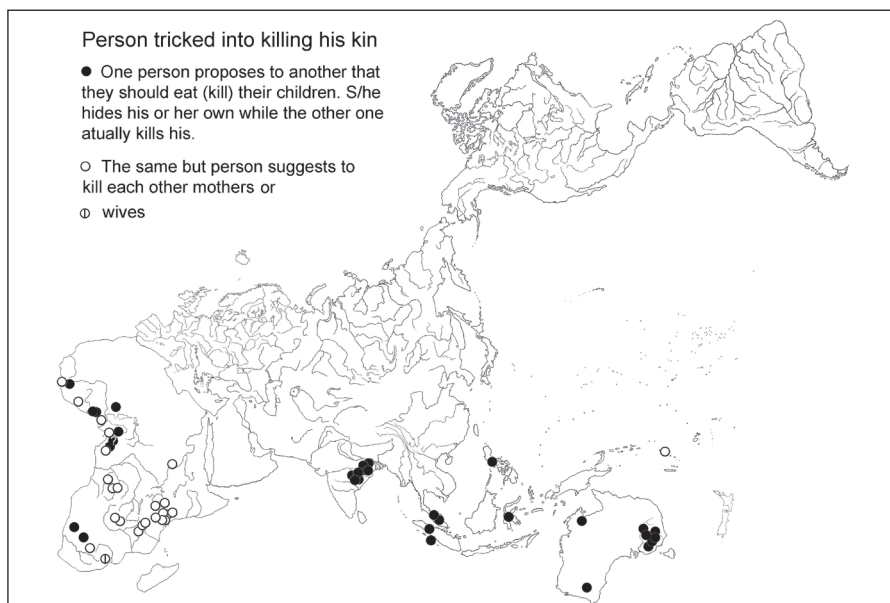 Person tricked into killing his kin
● One person proposes to another that
they should eat (kill) their children. S/he
hides his or her own while the other one
atually kills his.
○ The same but person suggests to
kill each other mothers or
⦶ wives